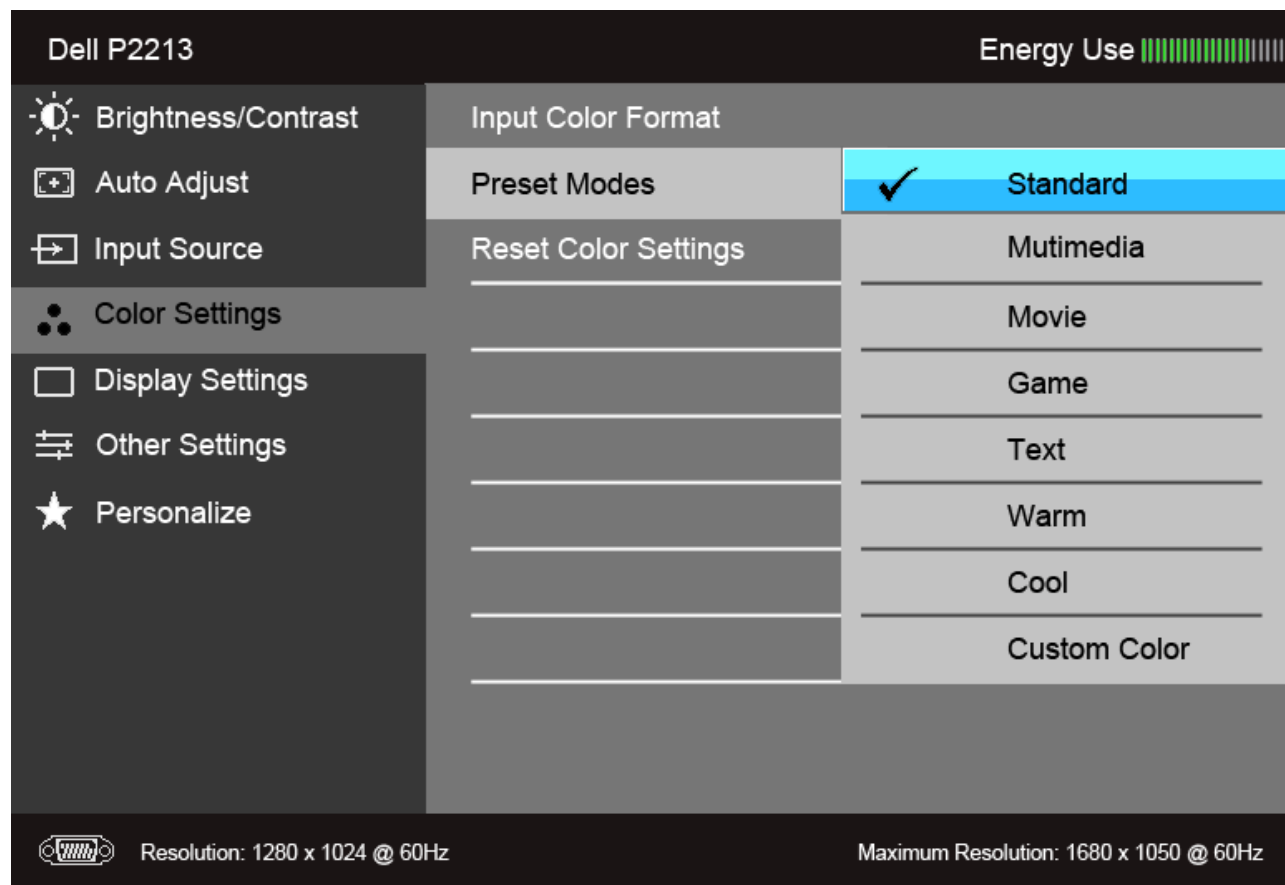 Dell P2213 Energy Use
Brightness/Contrast Input Color Format
Auto Adjust Preset Modes Standard
Input Source Reset Color Settings Mutimedia
Color Settings Movie
Display Settings Game
Other Settings Text
Personalize Warm
Cool
Custom Color
Resolution: 1280 x 1024 @ 60Hz Maximum Resolution: 1680 x 1050 @ 60Hz